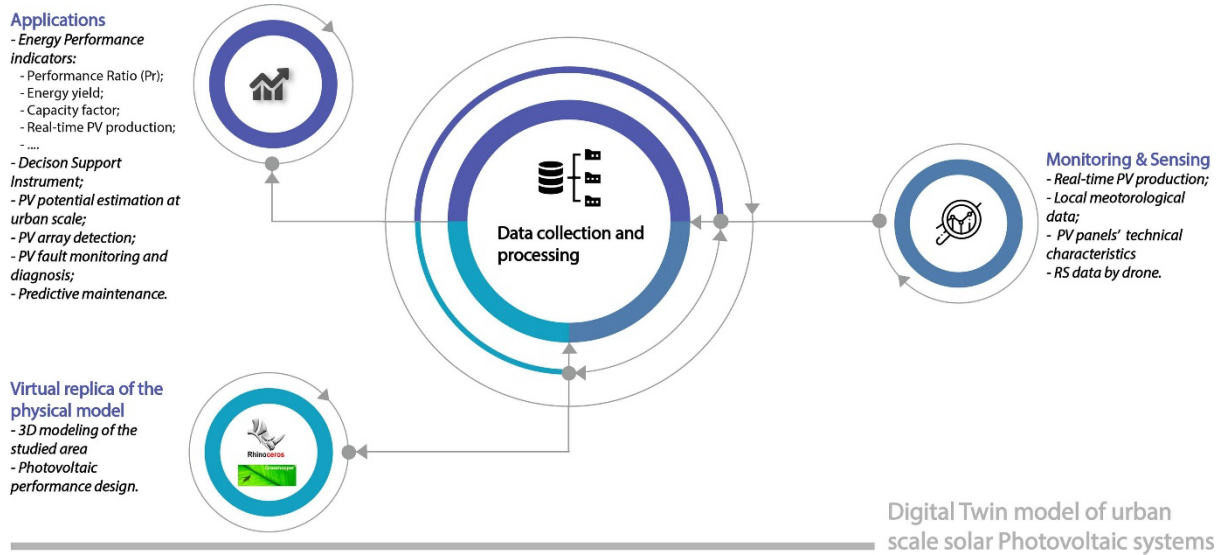 Applications
- Energy Performance
indicators:
- Performance Ratio (Pr);
- Energy yield;
- Capacity factor;
- Real-time PV production;
- ....
- Decison Support
Instrument;
- PV potential estimation at
urban scale;
- PV array detection;
- PV fault monitoring and
diagnosis;
- Predictive maintenance.
Data collection and
processing
Monitoring & Sensing
- Real-time PV production;
- Local meotorological
data;
- PV panels' technical
characteristics
- RS data by drone.
Virtual replica of the
physical model
- 3D modeling of the
studied area
- Photovoltaic
performance design.
Rhinoceros
Digital Twin model of urban
scale solar Photovoltaic systems